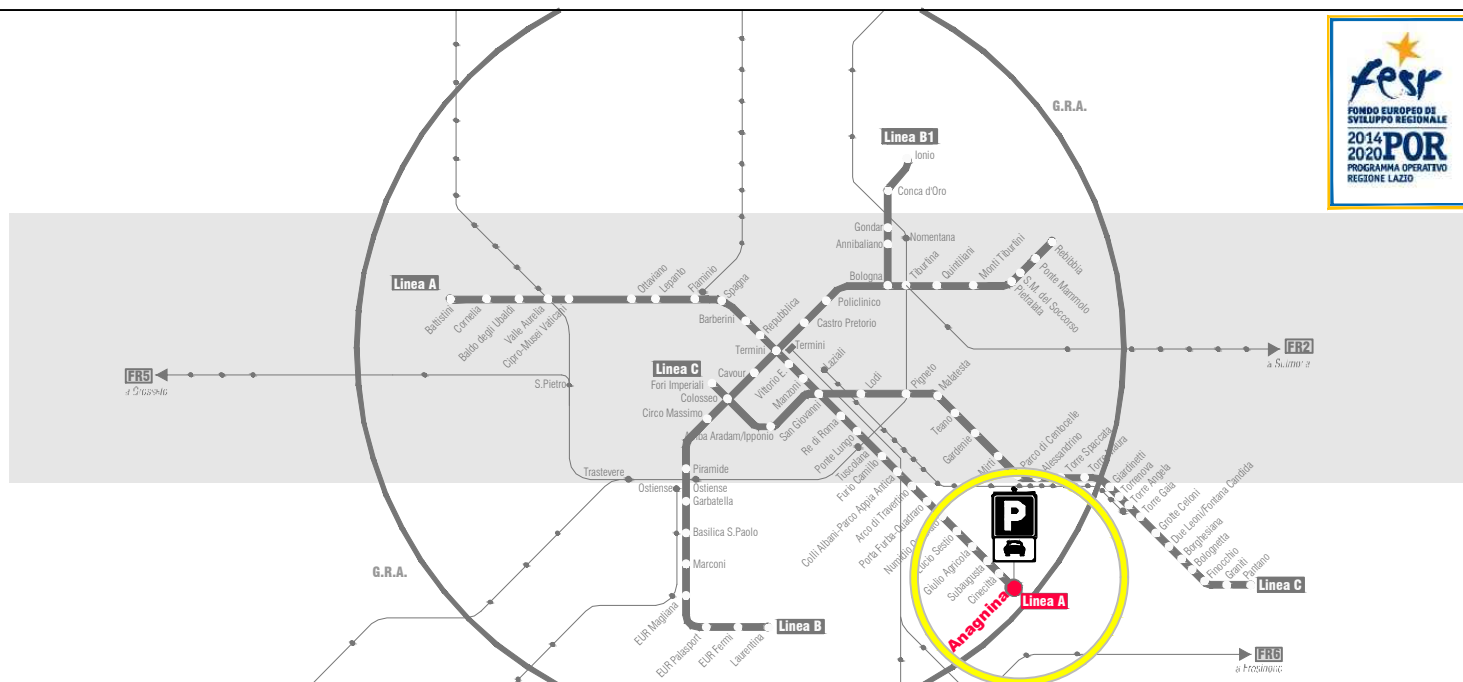 fesr
FONDO EUROPEO DI
SVILUPPO REGIONALE
2014
2020 POR
PROGRAMMA OPERATIVO
REGIONE LAZIO
G.R.A.
Linea B1
Ionio
Conca d'Oro
Gondar
Nomentana
Annibaliano
Bologna
Tiburtina
Quintiliani
Monti Tiburtini
Rebibbia
Ponte Mammolo
S.M. del Soccorso
Pietralata
Linea A
Battistini
Cornelia
Baldo degli Ubaldi
Valle Aurelia
Cipro-Musei Vaticani
Ottaviano
Lepanto
Flaminio
Spagna
Barberini
Repubblica
Policlinico
Castro Pretorio
Termini
Termini
Laziali
FR2
FR5
S.Pietro
Linea C
Fori Imperiali
Cavour
Colosseo
Vittorio E.
Manzoni
San Giovanni
Lodi
Pigneto
Malatesta
Circo Massimo
Aradam/Ipponio
Re di Roma
Ponte Lungo
Tuscolana
Furio Camillo
Colli Albani-Parco Appia Antica
Arco di Travertino
Porta Furba-Quadraro
Teano
Gardenie
Mirti
Parco di Centocelle
Alessandrino
Torre Spaccata
Torre Maura
Giardinetti
Torrenova
Torre Angela
Torre Gaia
Grotte Celoni
Due Leoni/Fontana Candida
Borghesiana
Bolognetta
Finocchio
Graniti
Pantano
Linea C
Trastevere
Piramide
Ostiense
Ostiense
Garbatella
Basilica S.Paolo
Marconi
EUR Magliana
EUR Palasport
EUR Fermi
Laurentina
Linea B
G.R.A.
P
Lucio Sestio
Giulio Agricola
Subaugusta
Cinecittà
Anagnina
Linea A
FR6